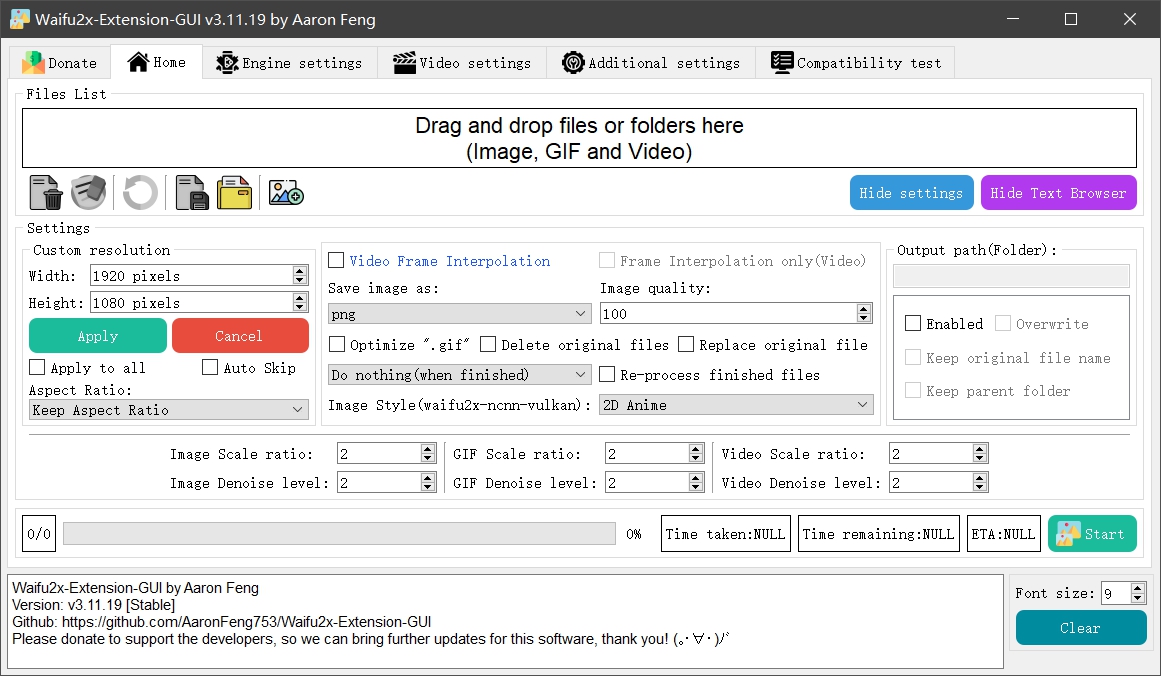 Waifu2x-Extension-GUI v3.11.19 by Aaron Feng
Donate Home Engine settings Video settings Additional settings Compatibility test
Files List
Drag and drop files or folders here
(Image, GIF and Video)
Hide settings Hide Text Browser
Settings
Custom resolution
Width: 1920 pixels
Height: 1080 pixels
Apply Cancel
Apply to all Auto Skip
Aspect Ratio:
Keep Aspect Ratio
Video Frame Interpolation Frame Interpolation only(Video)
Save image as: Image quality:
png 100
Optimize ".gif" Delete original files Replace original file
Do nothing(when finished) Re-process finished files
Image Style(waifu2x-ncnn-vulkan): 2D Anime
Output path(Folder):
Enabled Overwrite
Keep original file name
Keep parent folder
Image Scale ratio: 2 GIF Scale ratio: 2 Video Scale ratio: 2
Image Denoise level: 2 GIF Denoise level: 2 Video Denoise level: 2
0/0 0% Time taken:NULL Time remaining:NULL ETA:NULL Start
Waifu2x-Extension-GUI by Aaron Feng
Version: v3.11.19 [Stable]
Github: https://github.com/AaronFeng753/Waifu2x-Extension-GUI
Please donate to support the developers, so we can bring further updates for this software, thank you! (｡･∀･)ﾉﾞ
Font size: 9
Clear